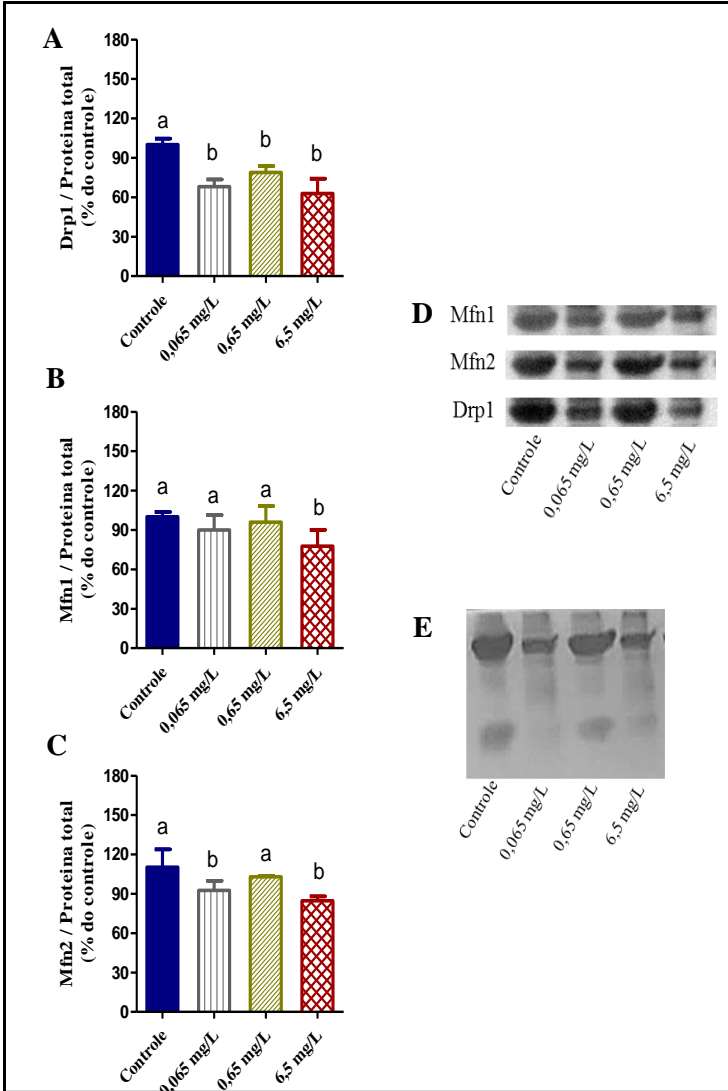 A
Drp1 / Proteina total
(% do controle)
180
150
120
90
60
30
0
a
b
b
b
Controle
0,065 mg/L
0,65 mg/L
6,5 mg/L
B
Mfn1 / Proteina total
(% do controle)
180
150
120
90
60
30
0
a
a
a
b
Controle
0,065 mg/L
0,65 mg/L
6,5 mg/L
C
Mfn2 / Proteina total
(% do controle)
180
150
120
90
60
30
0
a
b
a
b
Controle
0,065 mg/L
0,65 mg/L
6,5 mg/L
D
Mfn1
Mfn2
Drp1
Controle
0,065 mg/L
0,65 mg/L
6,5 mg/L
E
Controle
0,065 mg/L
0,65 mg/L
6,5 mg/L